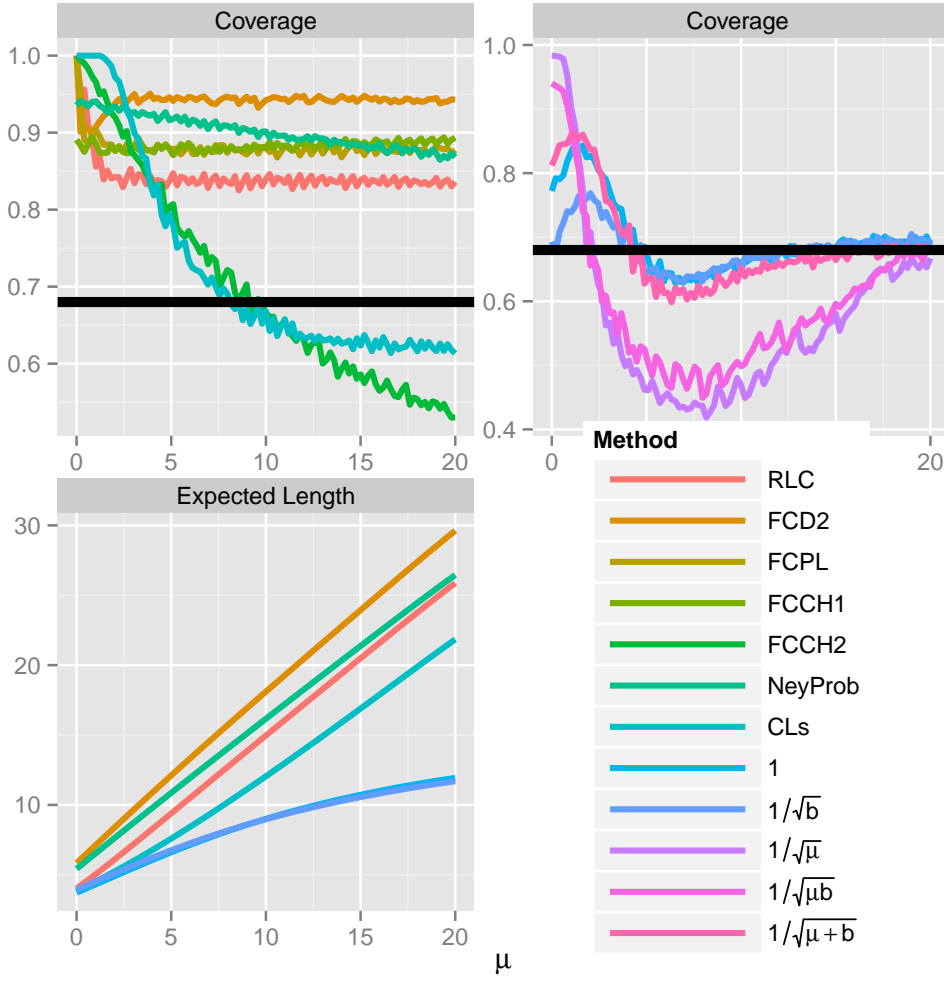 Coverage
1.0
0.9
0.8
0.7
0.6
0 5 10 15 20
Coverage
1.0
0.8
0.6
0.4
0 20
Expected Length
30
20
10
0 5 10 15 20
μ
Method
RLC
FCD2
FCPL
FCCH1
FCCH2
NeyProb
CLs
1
1/√b
1/√μ
1/√μb
1/√μ + b